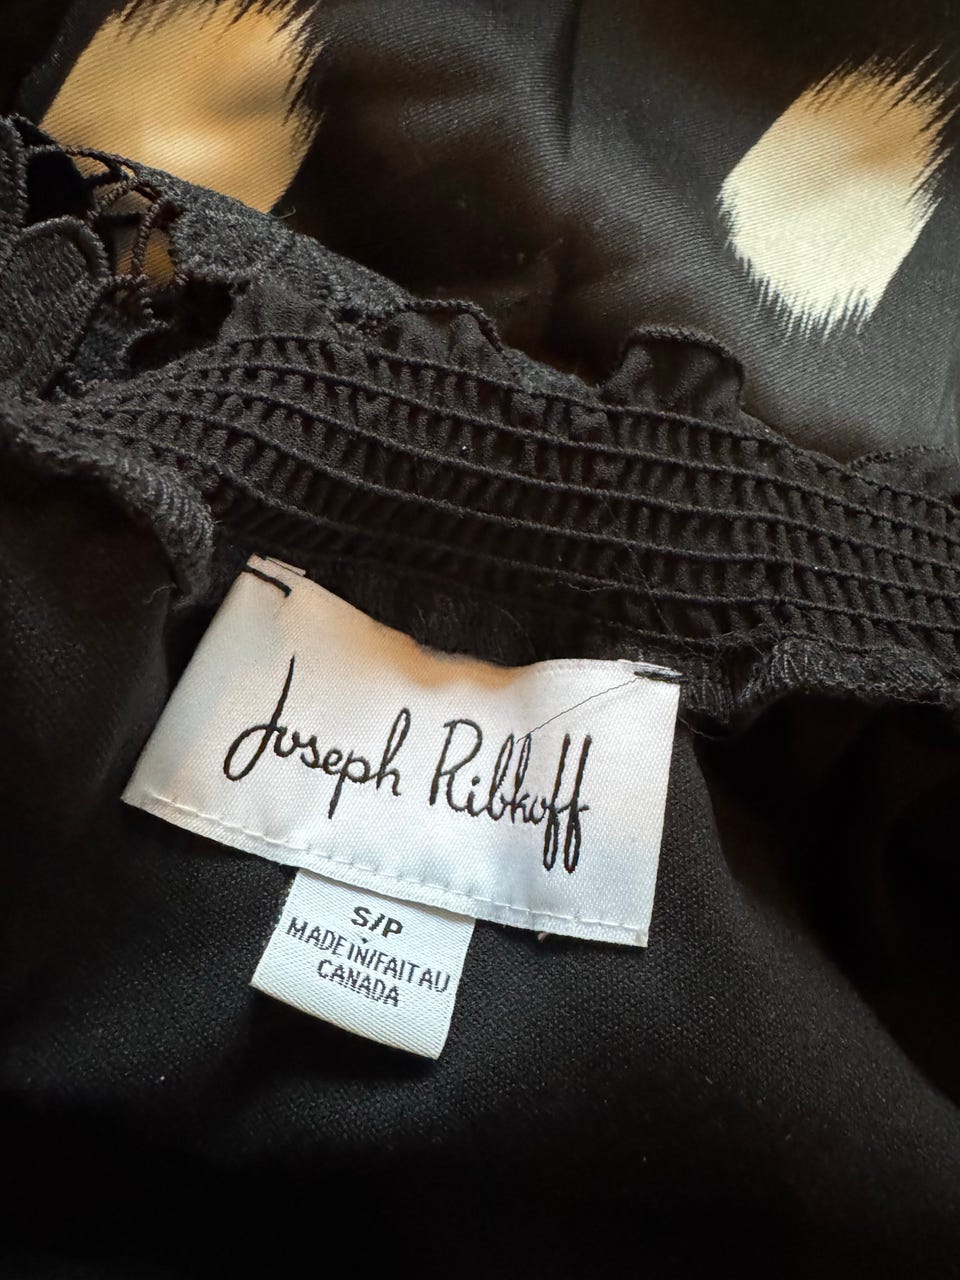 Joseph Ribkoff
S/P
MADE IN/FAIT AU
CANADA